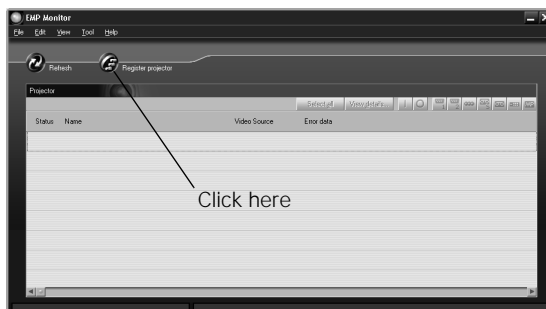 EMP Monitor
File Edit View Tool Help
Refresh Register projector
Projector
Select all View details
Status Name Video Source Error data
Click here